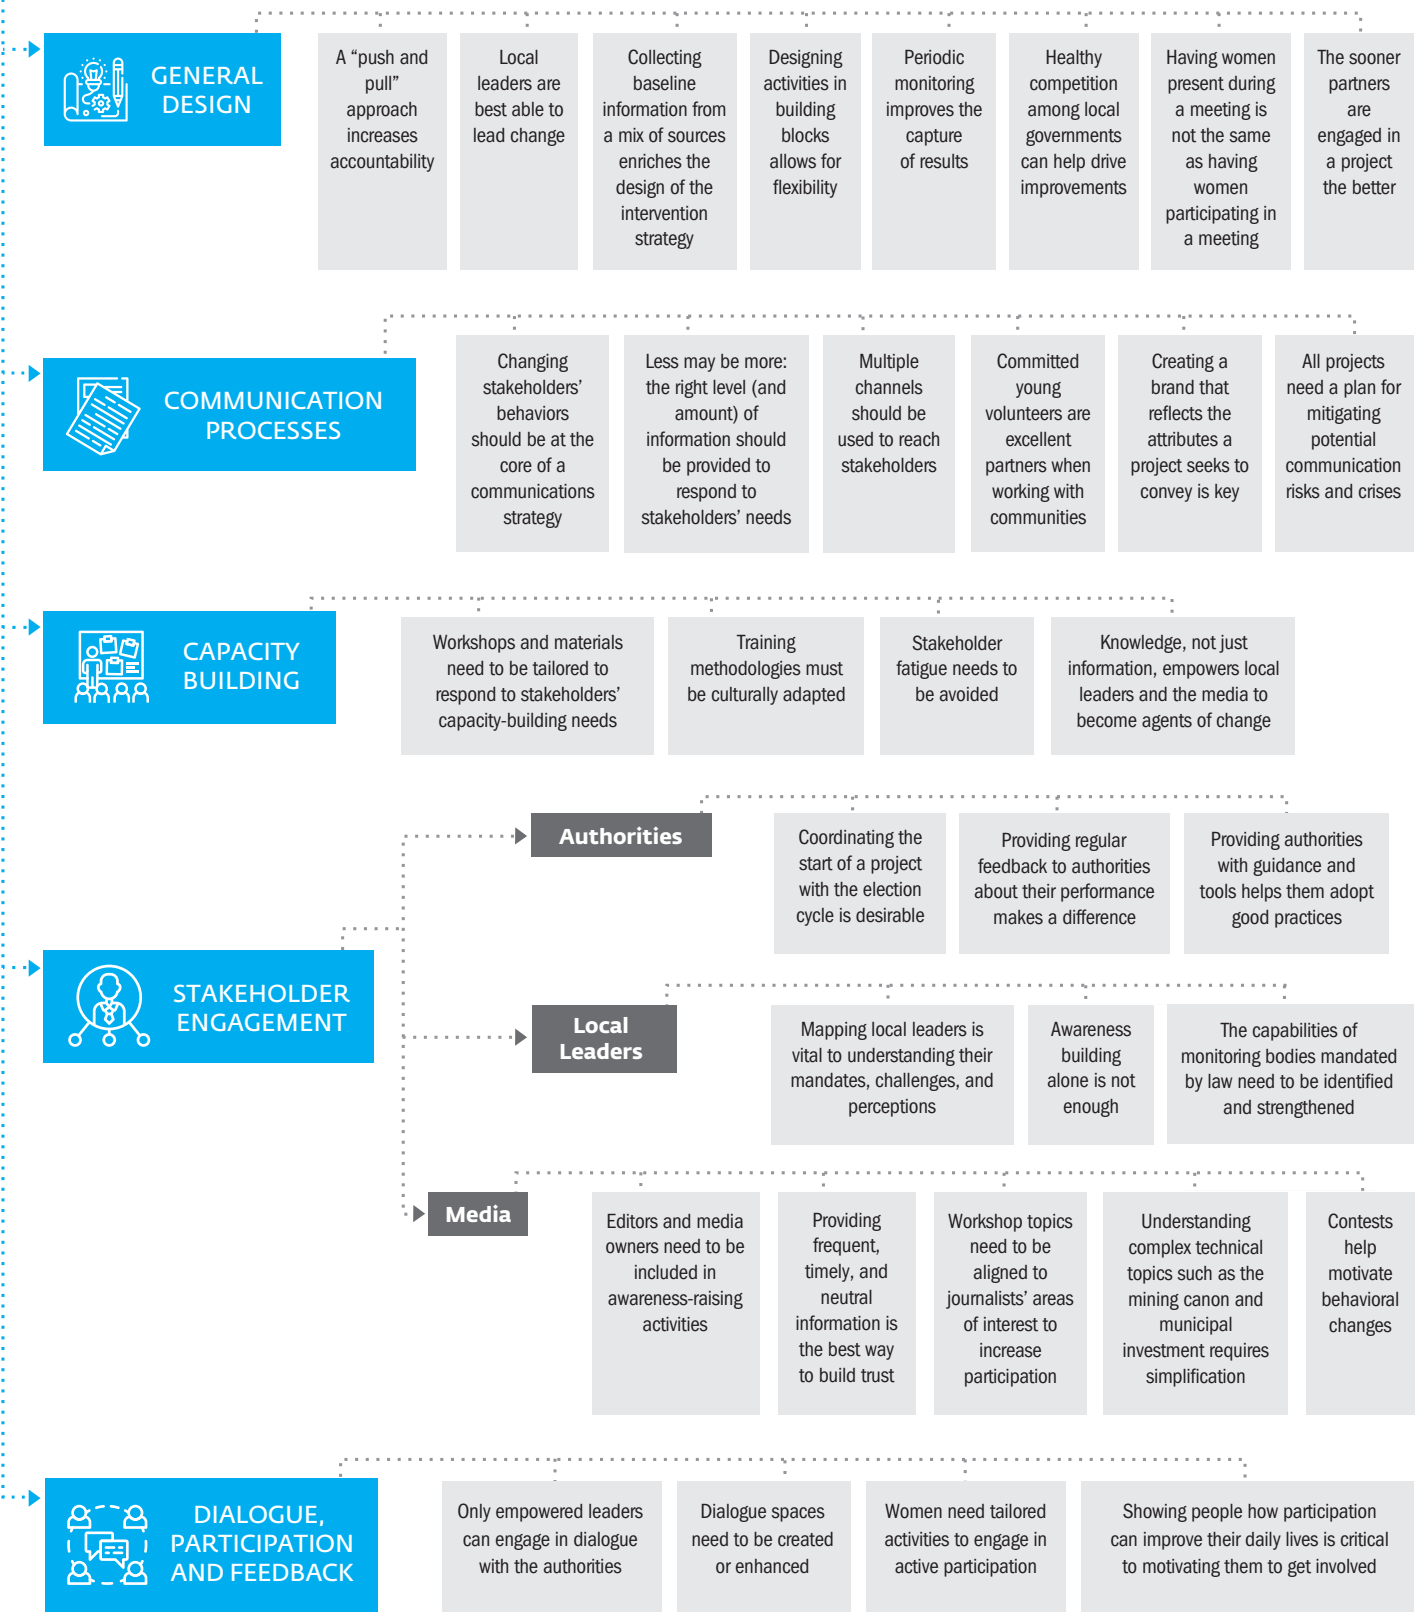 GENERAL
DESIGN
A “push and
pull”
approach
increases
accountability
Local
leaders are
best able to
lead change
Collecting
baseline
information from
a mix of sources
enriches the
design of the
intervention
strategy
Designing
activities in
building
blocks
allows for
flexibility
Periodic
monitoring
improves the
capture
of results
Healthy
competition
among local
governments
can help drive
improvements
Having women
present during
a meeting is
not the same
as having
women
participating in
a meeting
The sooner
partners
are
engaged in
a project
the better
COMMUNICATION
PROCESSES
Changing
stakeholders’
behaviors
should be at the
core of a
communications
strategy
Less may be more:
the right level (and
amount) of
information should
be provided to
respond to
stakeholders’ needs
Multiple
channels
should be
used to reach
stakeholders
Committed
young
volunteers are
excellent
partners when
working with
communities
Creating a
brand that
reflects the
attributes a
project seeks to
convey is key
All projects
need a plan for
mitigating
potential
communication
risks and crises
CAPACITY
BUILDING
Workshops and materials
need to be tailored to
respond to stakeholders’
capacity-building needs
Training
methodologies must
be culturally adapted
Stakeholder
fatigue needs to
be avoided
Knowledge, not just
information, empowers local
leaders and the media to
become agents of change
STAKEHOLDER
ENGAGEMENT
Authorities
Coordinating the
start of a project
with the election
cycle is desirable
Providing regular
feedback to authorities
about their performance
makes a difference
Providing authorities
with guidance and
tools helps them adopt
good practices
Local
Leaders
Mapping local leaders is
vital to understanding their
mandates, challenges, and
perceptions
Awareness
building
alone is not
enough
The capabilities of
monitoring bodies mandated
by law need to be identified
and strengthened
Media
Editors and media
owners need to be
included in
awareness-raising
activities
Providing
frequent,
timely, and
neutral
information is
the best way
to build trust
Workshop topics
need to be
aligned to
journalists’ areas
of interest to
increase
participation
Understanding
complex technical
topics such as the
mining canon and
municipal
investment requires
simplification
Contests
help
motivate
behavioral
changes
DIALOGUE,
PARTICIPATION
AND FEEDBACK
Only empowered leaders
can engage in dialogue
with the authorities
Dialogue spaces
need to be created
or enhanced
Women need tailored
activities to engage in
active participation
Showing people how participation
can improve their daily lives is critical
to motivating them to get involved